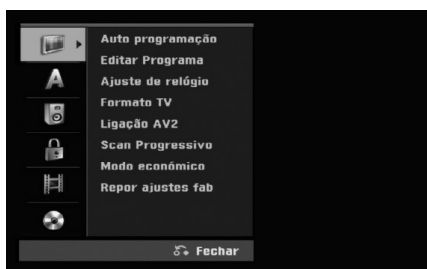 Auto programação
Editar Programa
Ajuste de relógio
Formato TV
Ligação AV2
Scan Progressivo
Modo económico
Repor ajustes fab
A
Fechar